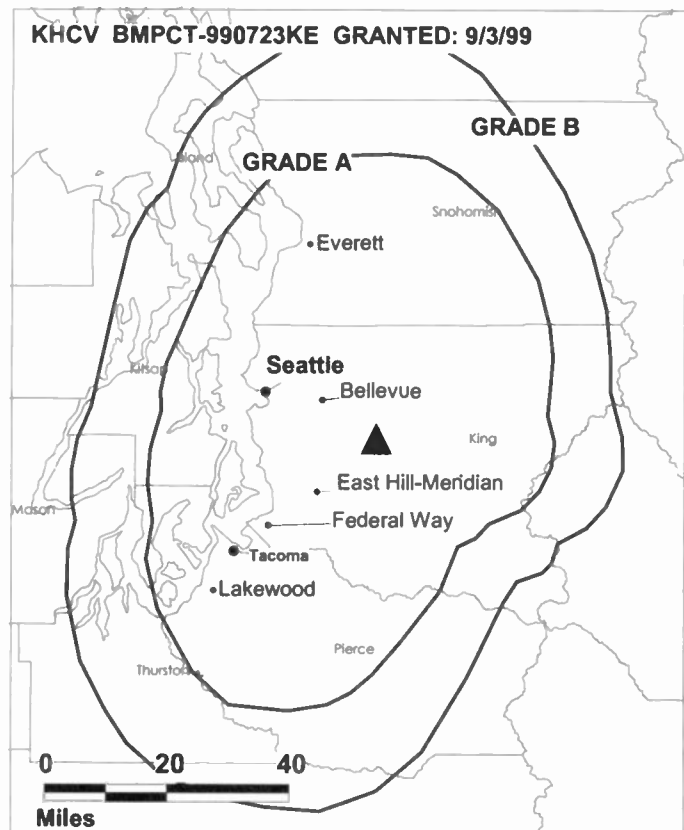 KHCV BMPCT-990723KE GRANTED: 9/3/99
GRADE B
Island
GRADE A
Snohomish
Everett
Kitsap
Seattle
Bellevue
King
East Hill-Meridian
Mason
Federal Way
Tacoma
Lakewood
Pierce
Thurston
0 20 40
Miles